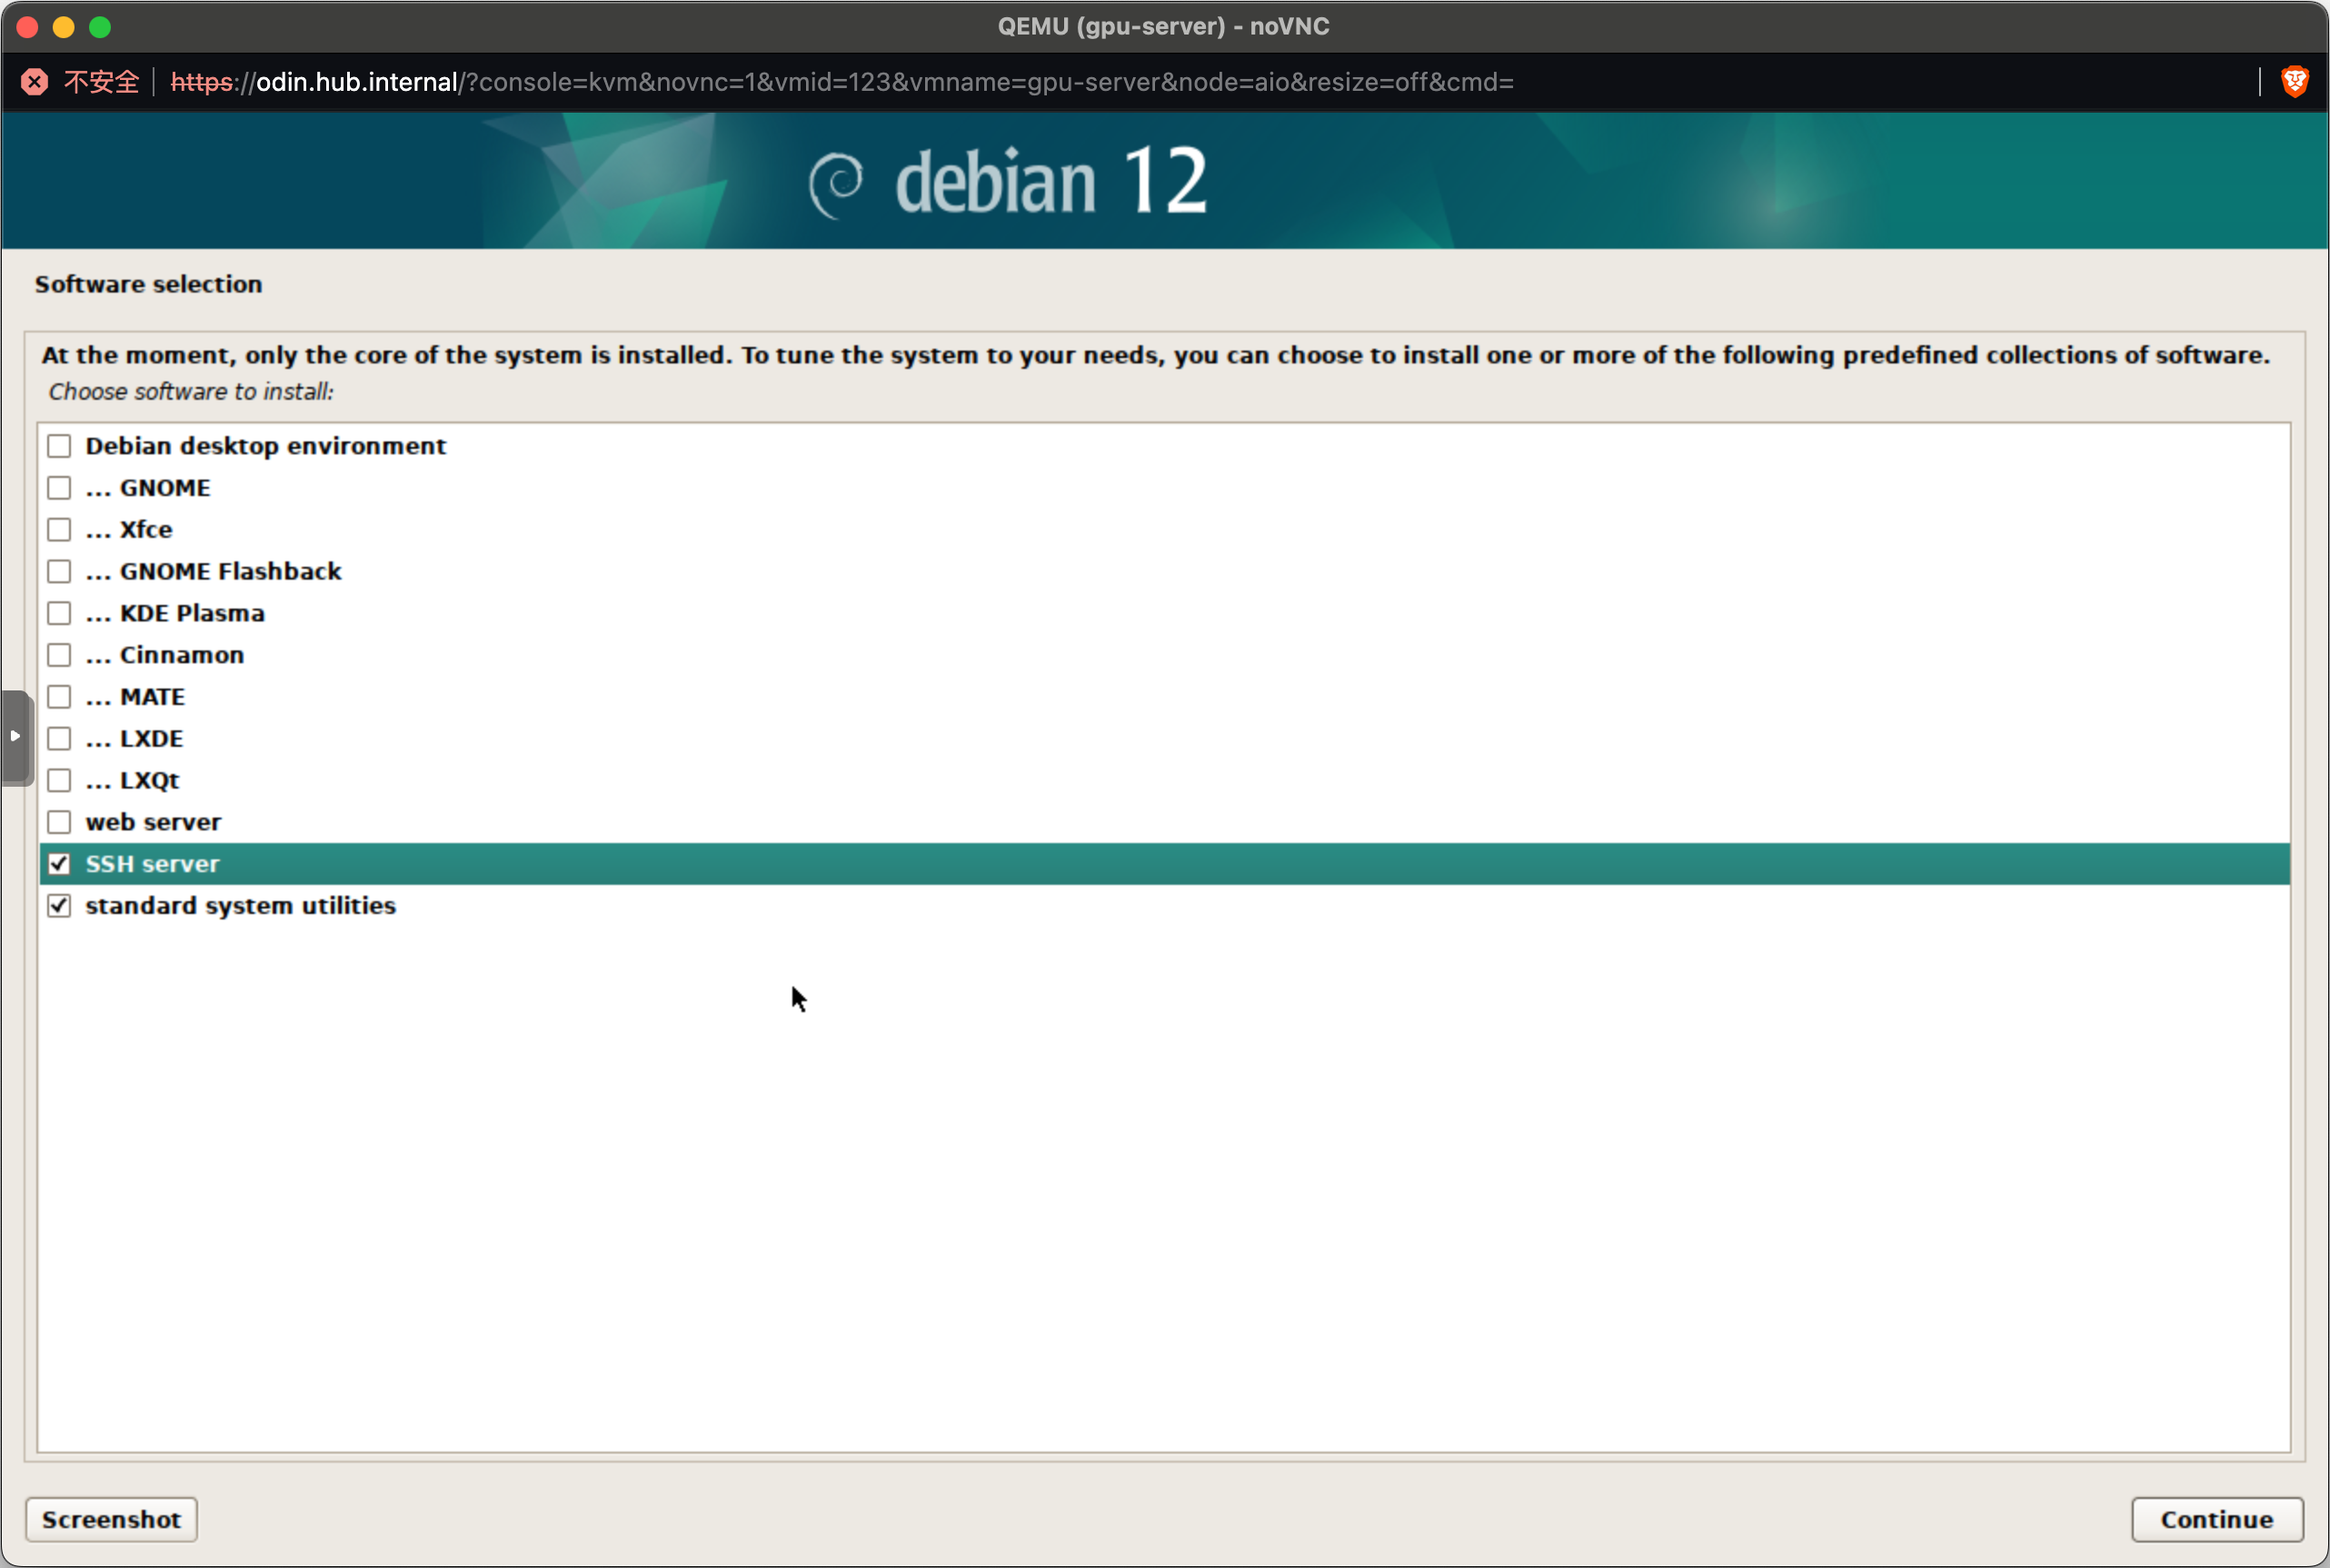 QEMU (gpu-server) - noVNC
不安全 https://odin.hub.internal/?console=kvm&novnc=1&vmid=123&vmname=gpu-server&node=aio&resize=off&cmd=
debian 12
Software selection
At the moment, only the core of the system is installed. To tune the system to your needs, you can choose to install one or more of the following predefined collections of software.
Choose software to install:
Debian desktop environment
... GNOME
... Xfce
... GNOME Flashback
... KDE Plasma
... Cinnamon
... MATE
... LXDE
... LXQt
web server
SSH server
standard system utilities
Screenshot
Continue